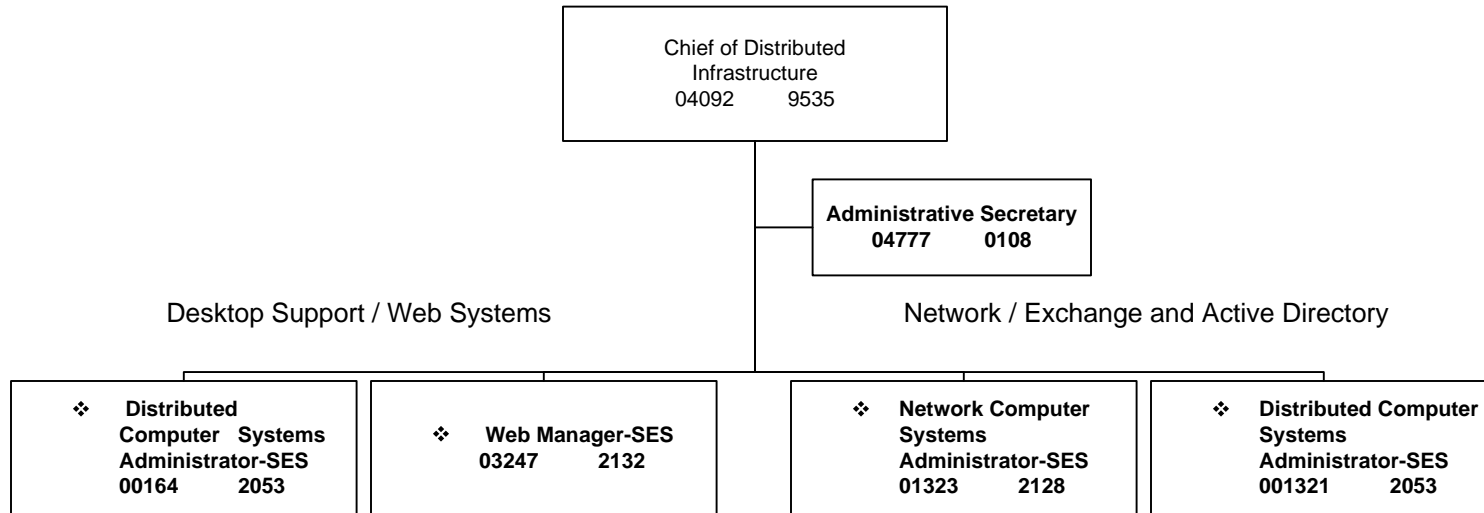 Chief of Distributed
Infrastructure
04092 9535
Administrative Secretary
04777 0108
Desktop Support / Web Systems
Network / Exchange and Active Directory
❖ Distributed
Computer Systems
Administrator-SES
00164 2053
❖ Web Manager-SES
03247 2132
❖ Network Computer
Systems
Administrator-SES
01323 2128
❖ Distributed Computer
Systems
Administrator-SES
001321 2053